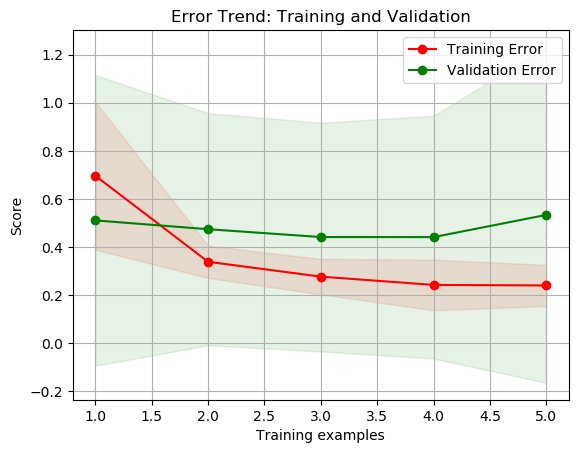 Error Trend: Training and Validation
Training Error
Validation Error
Score
1.2
1.0
0.8
0.6
0.4
0.2
0.0
−0.2
1.0 1.5 2.0 2.5 3.0 3.5 4.0 4.5 5.0
Training examples